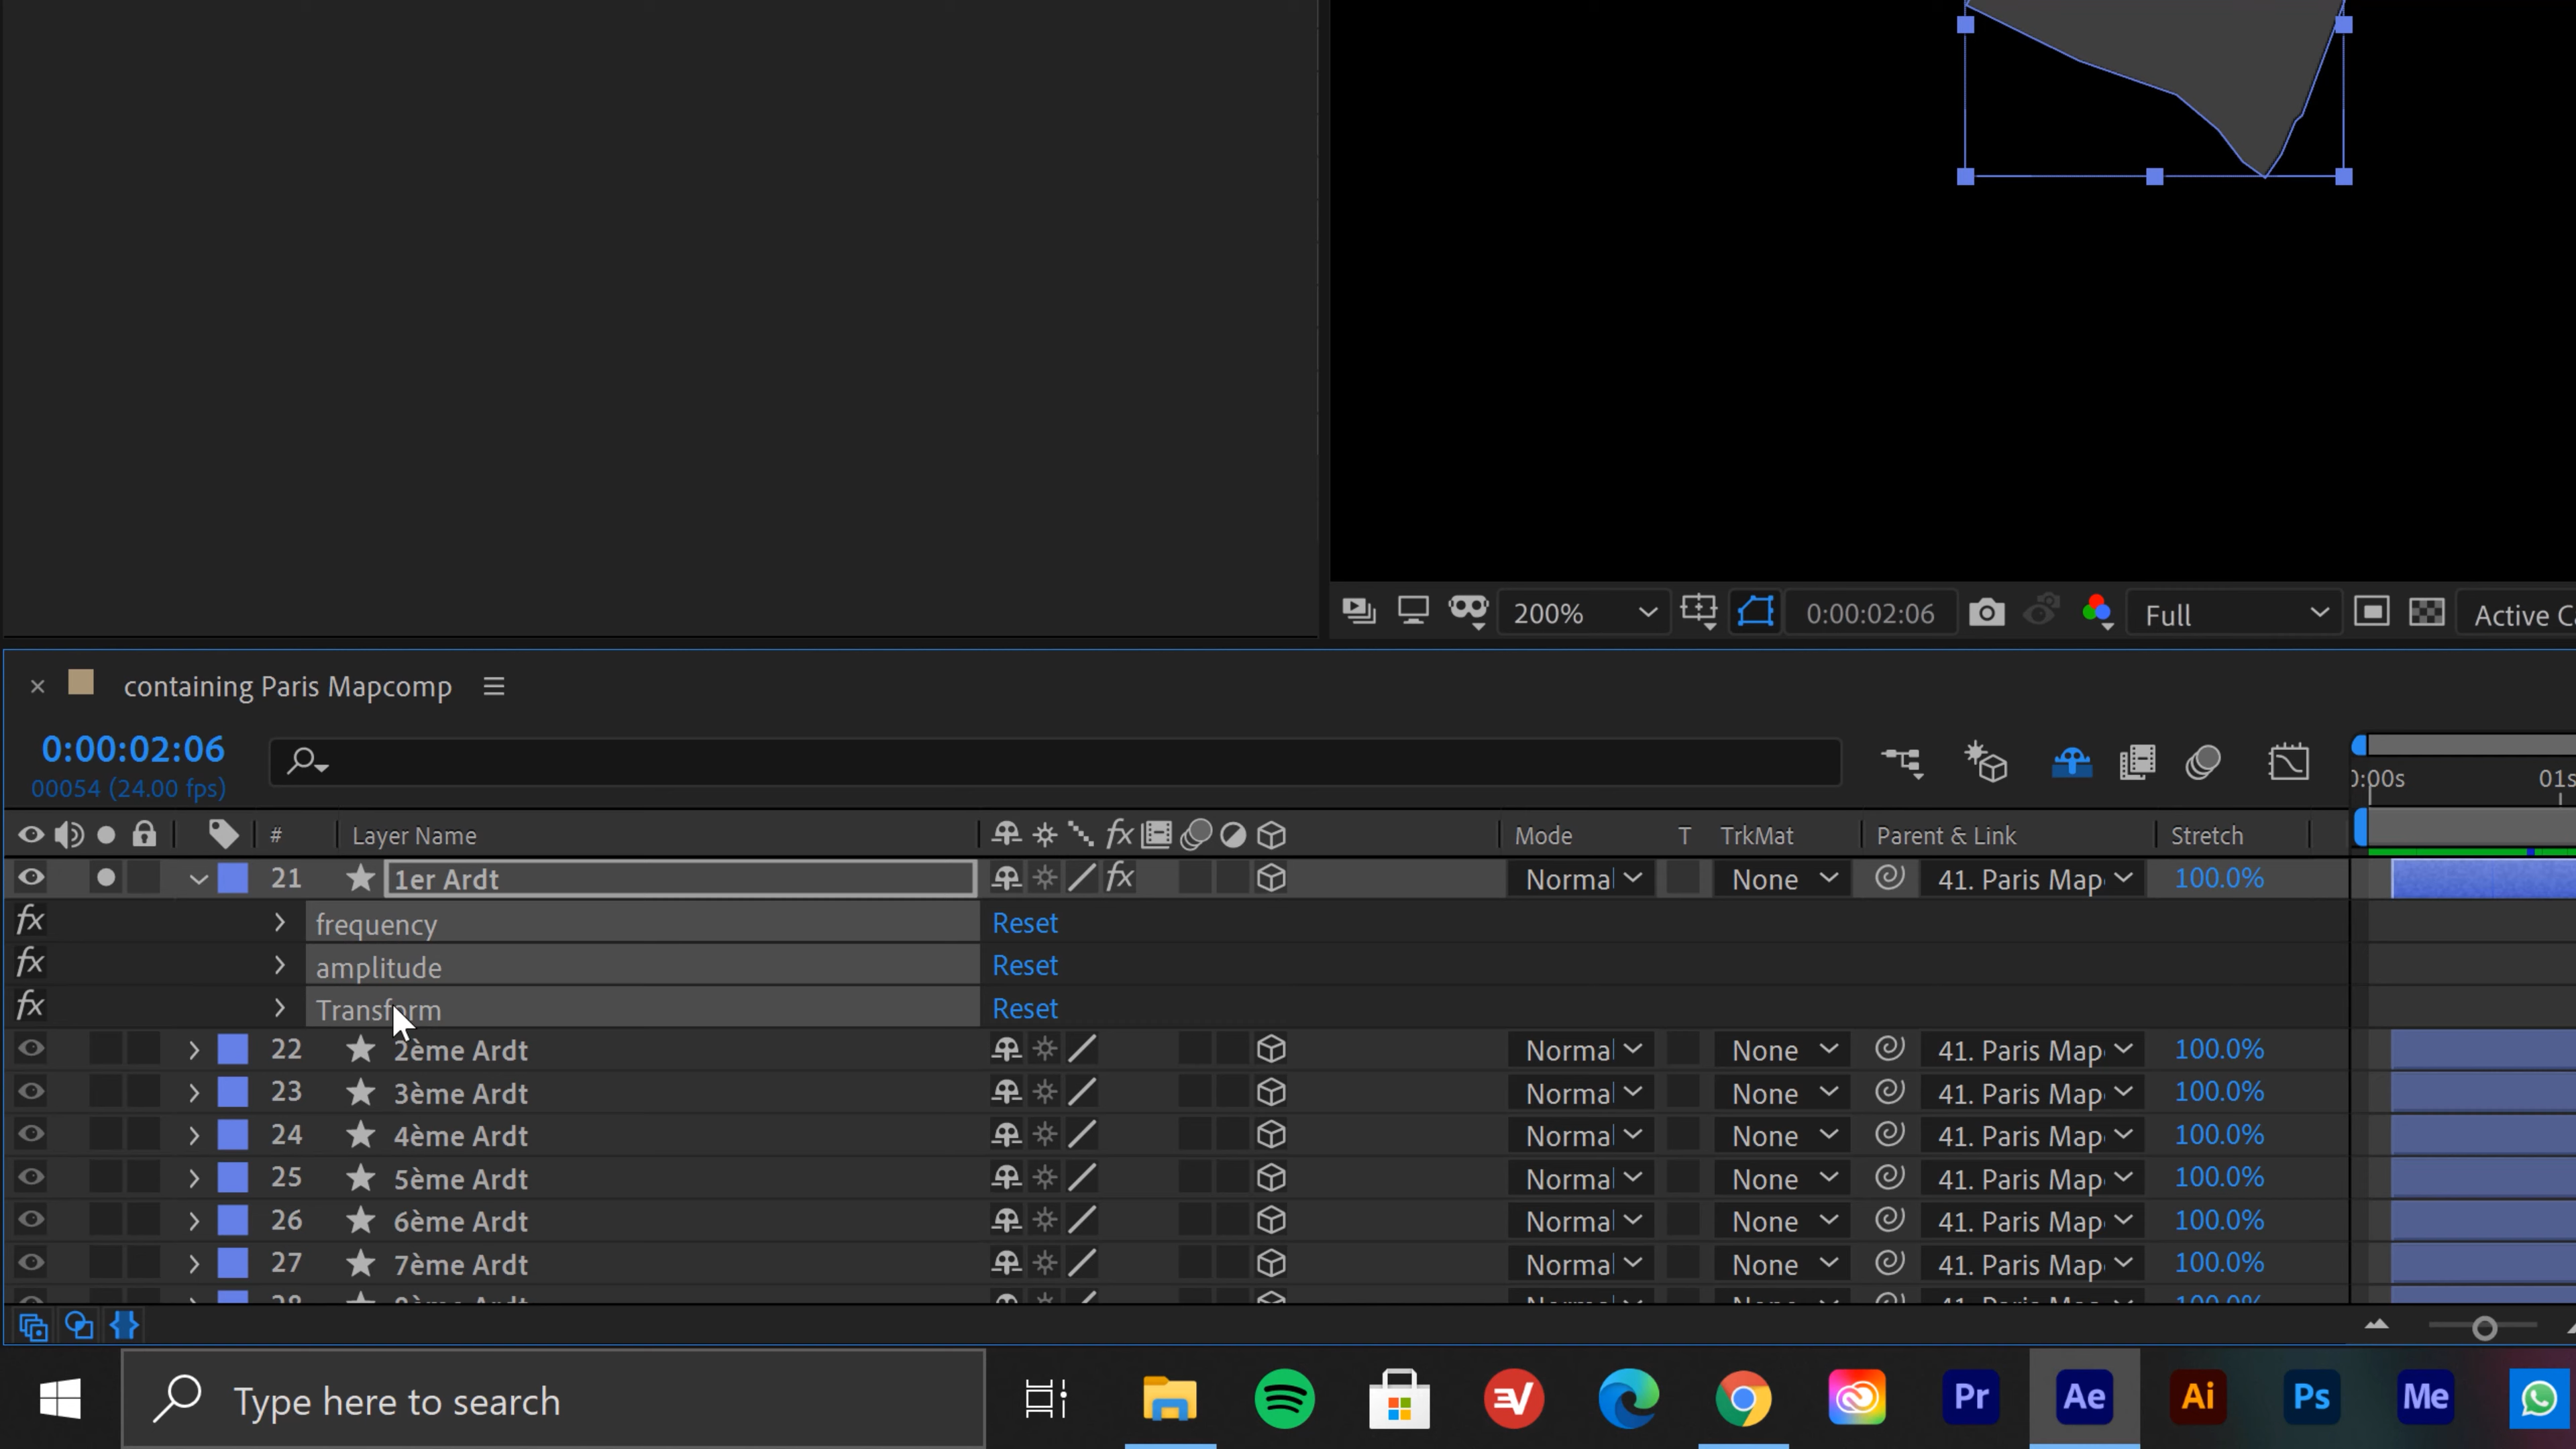 200%
0:00:02:06
Full
Active C
containing Paris Mapcomp
0:00:02:06
00054 (24.00 fps)
0:00s
01s
# Layer Name fx Mode T TrkMat Parent & Link Stretch
21 1er Ardt fx Normal None 41. Paris Map 100.0%
fx frequency Reset
fx amplitude Reset
fx Transform Reset
22 2ème Ardt Normal None 41. Paris Map 100.0%
23 3ème Ardt Normal None 41. Paris Map 100.0%
24 4ème Ardt Normal None 41. Paris Map 100.0%
25 5ème Ardt Normal None 41. Paris Map 100.0%
26 6ème Ardt Normal None 41. Paris Map 100.0%
27 7ème Ardt Normal None 41. Paris Map 100.0%
Type here to search
Pr Ae Ai Ps Me